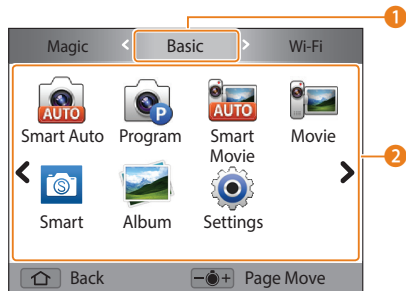 1
Magic < Basic > Wi-Fi
AUTO P AUTO
Smart Auto Program Smart Movie Movie
2
S
Smart Album Settings
Back − + Page Move